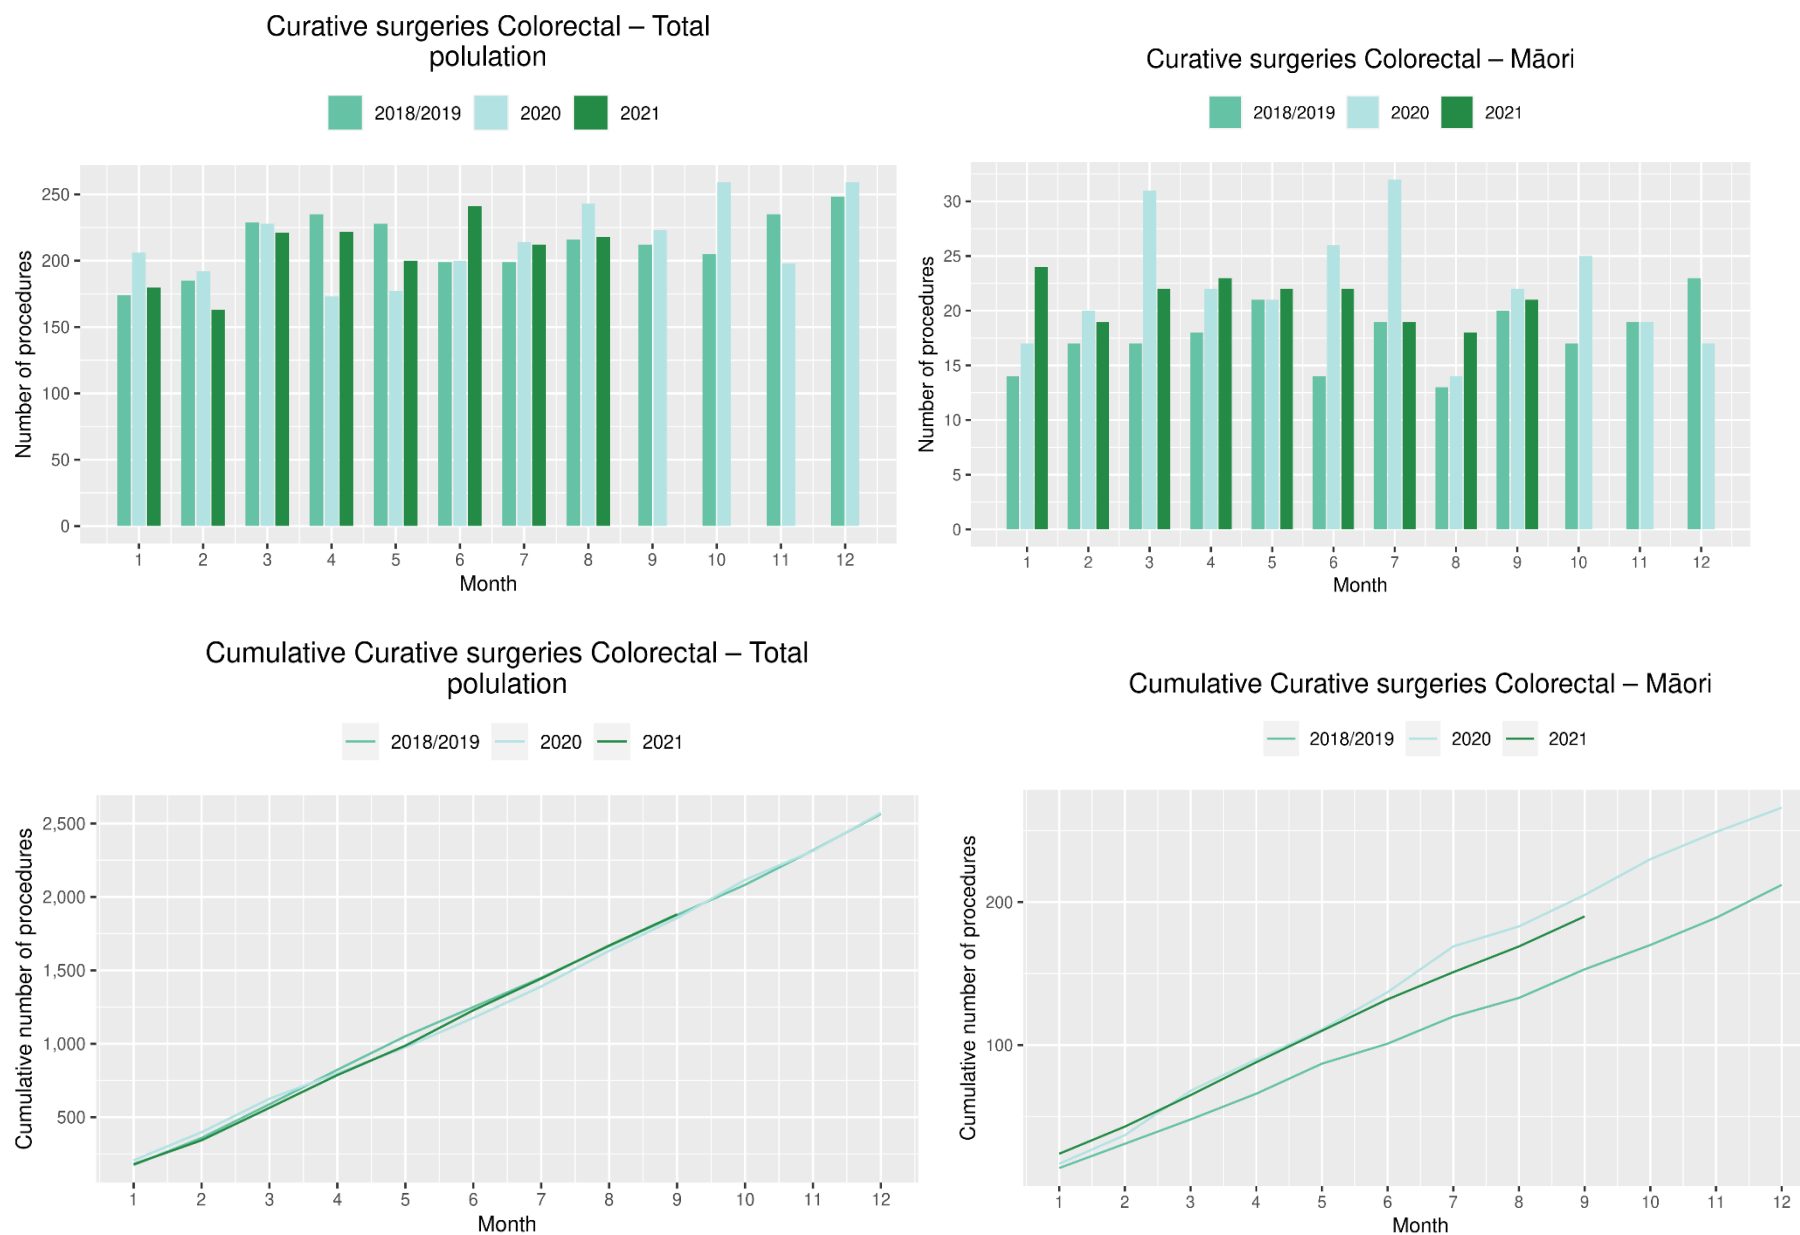 Curative surgeries Colorectal – Total
polulation
2018/2019 2020 2021
Number of procedures
250
200
150
100
50
0
1 2 3 4 5 6 7 8 9 10 11 12
Month
Curative surgeries Colorectal – Māori
2018/2019 2020 2021
Number of procedures
30
25
20
15
10
5
0
1 2 3 4 5 6 7 8 9 10 11 12
Month
Cumulative Curative surgeries Colorectal – Total
polulation
2018/2019 2020 2021
Cumulative number of procedures
2,500
2,000
1,500
1,000
500
1 2 3 4 5 6 7 8 9 10 11 12
Month
Cumulative Curative surgeries Colorectal – Māori
2018/2019 2020 2021
Cumulative number of procedures
200
100
1 2 3 4 5 6 7 8 9 10 11 12
Month